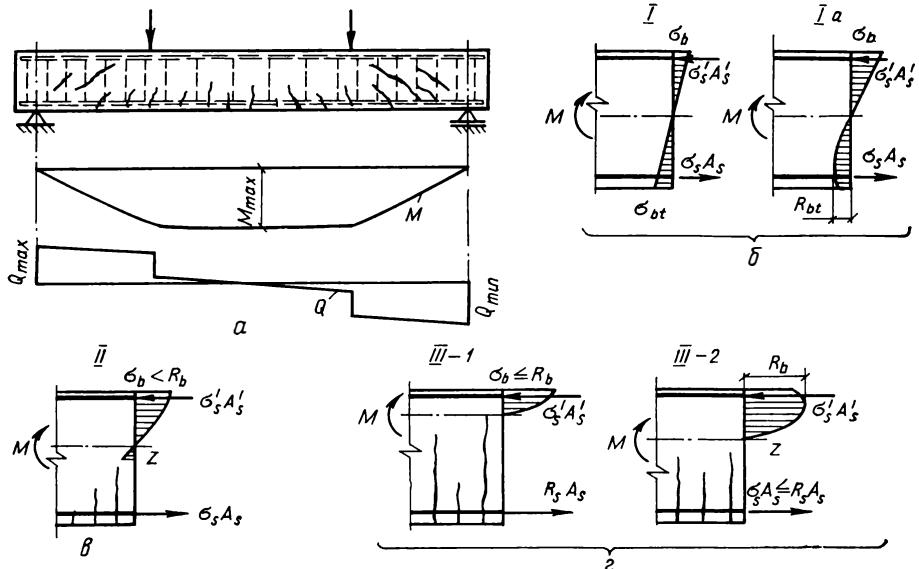 I
I a
σb
σb
σ's A's
σ's A's
M
M
σs As
σs As
σbt
Rbt
б
Mmax
M
Qmax
Q
Qmin
а
II
III-1
III-2
σb < Rb
σb ≤ Rb
Rb
σ's A's
σ's A's
σ's A's
M
M
M
z
z
σs As
Rs As
σs As ≤ Rs As
в
г